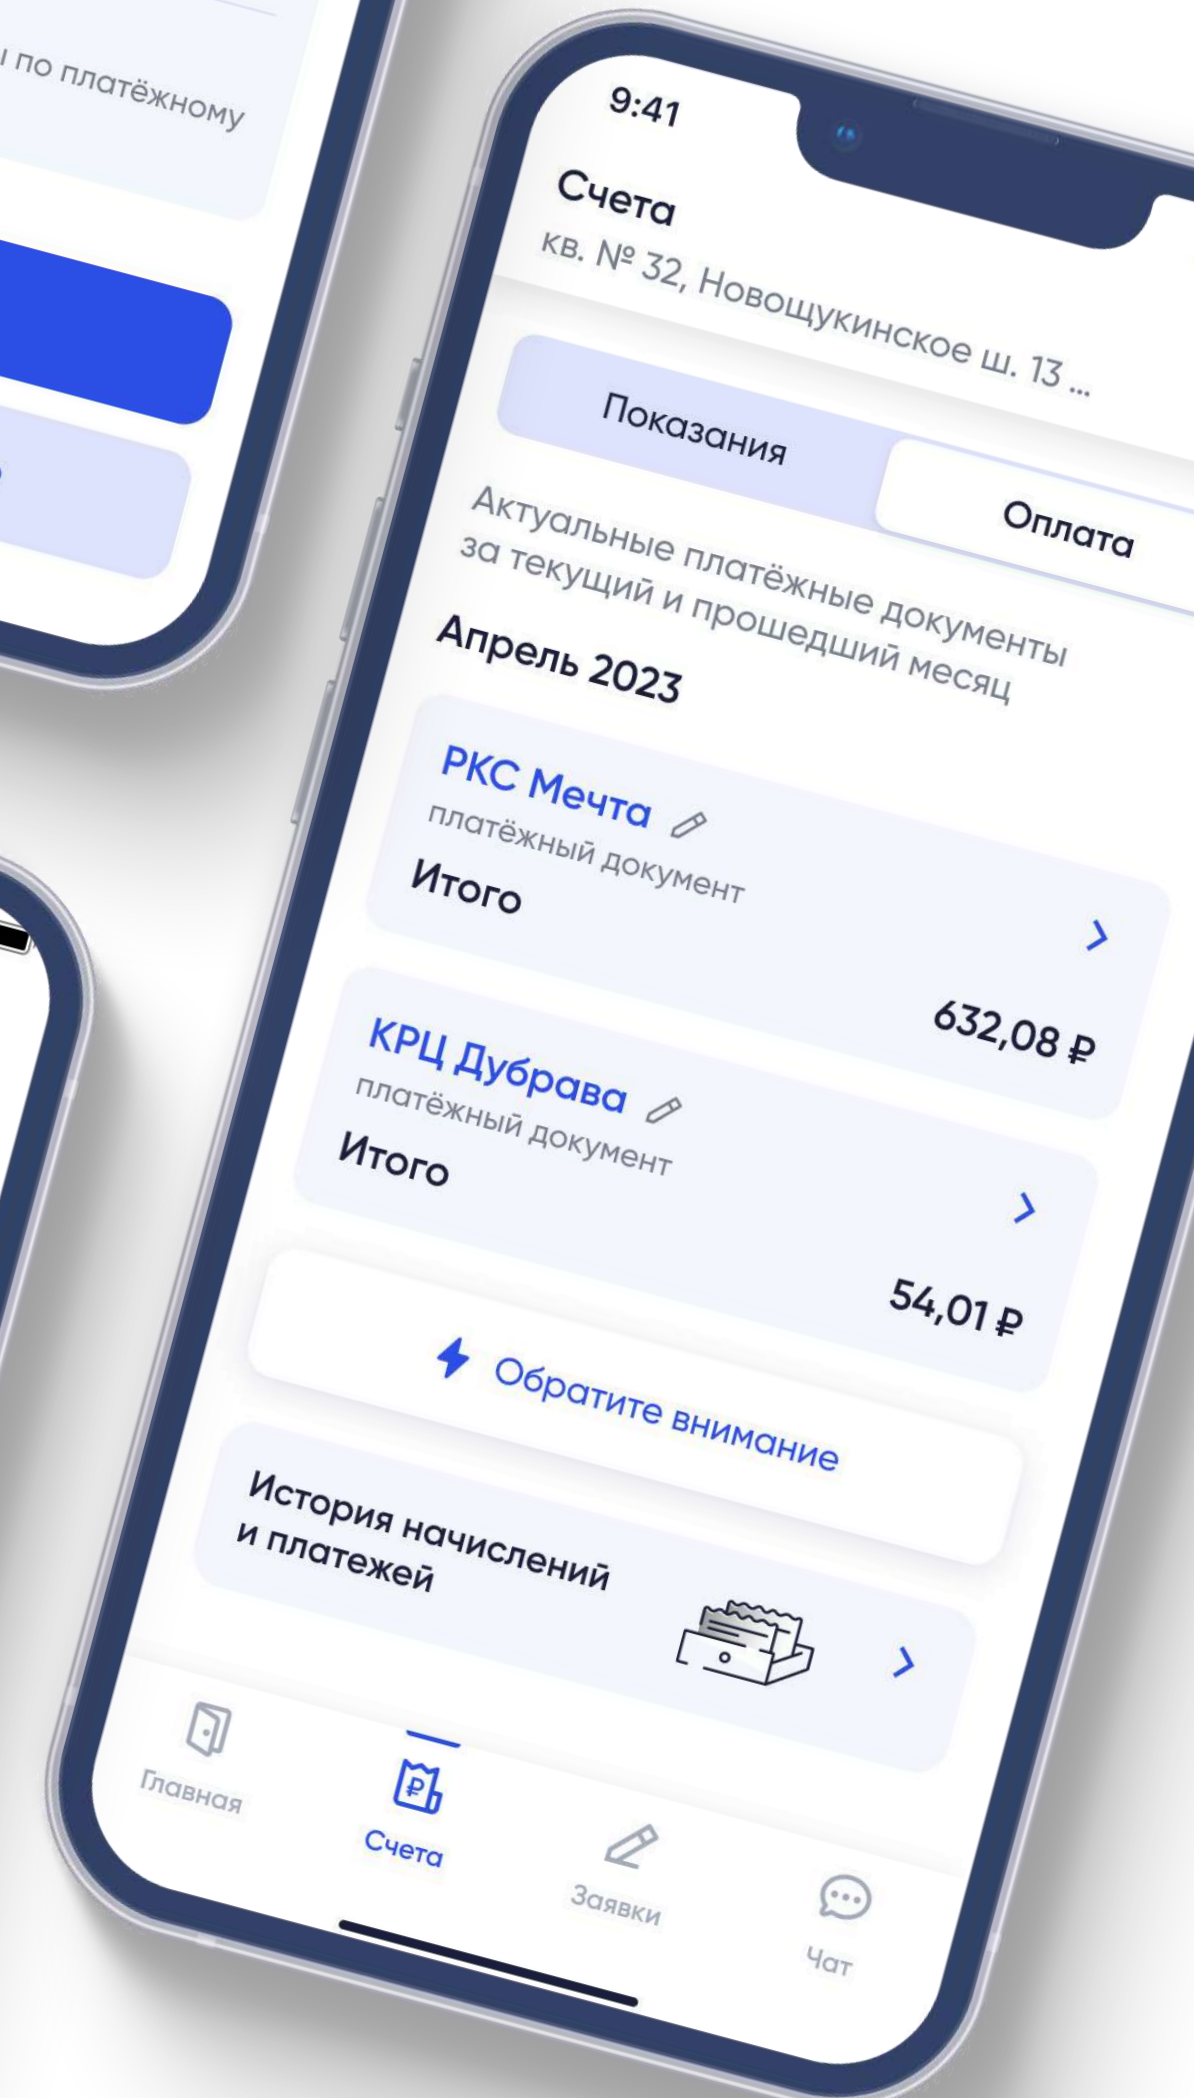 по платёжному
9:41
Счета
кв. № 32, Новощукинское ш. 13 ...
Показания
Оплата
Актуальные платёжные документы
за текущий и прошедший месяц
Апрель 2023
РКС Мечта
платёжный документ
Итого
632,08 ₽
КРЦ Дубрава
платёжный документ
Итого
54,01 ₽
Обратите внимание
История начислений
и платежей
Главная
Счета
Заявки
Чат